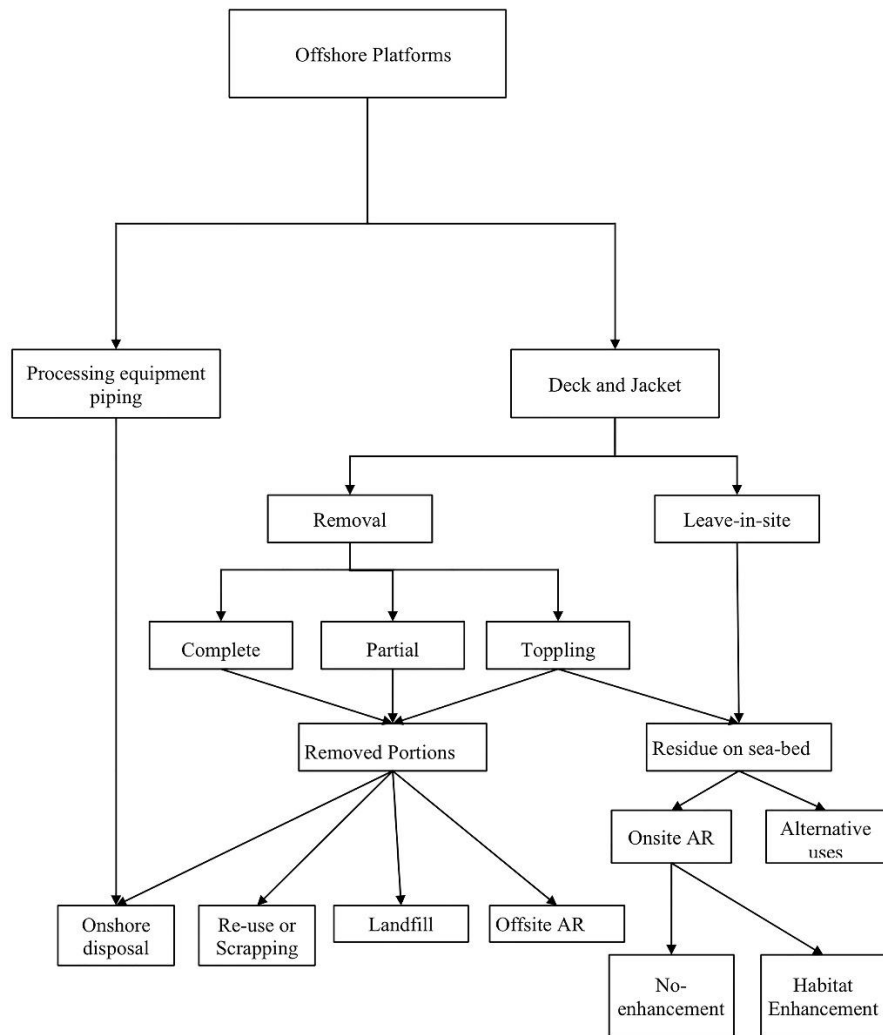 Offshore Platforms
Processing equipment
piping
Deck and Jacket
Removal
Leave-in-site
Complete
Partial
Toppling
Removed Portions
Residue on sea-bed
Onsite AR
Alternative
uses
Onshore
disposal
Re-use or
Scrapping
Landfill
Offsite AR
No-
enhancement
Habitat
Enhancement